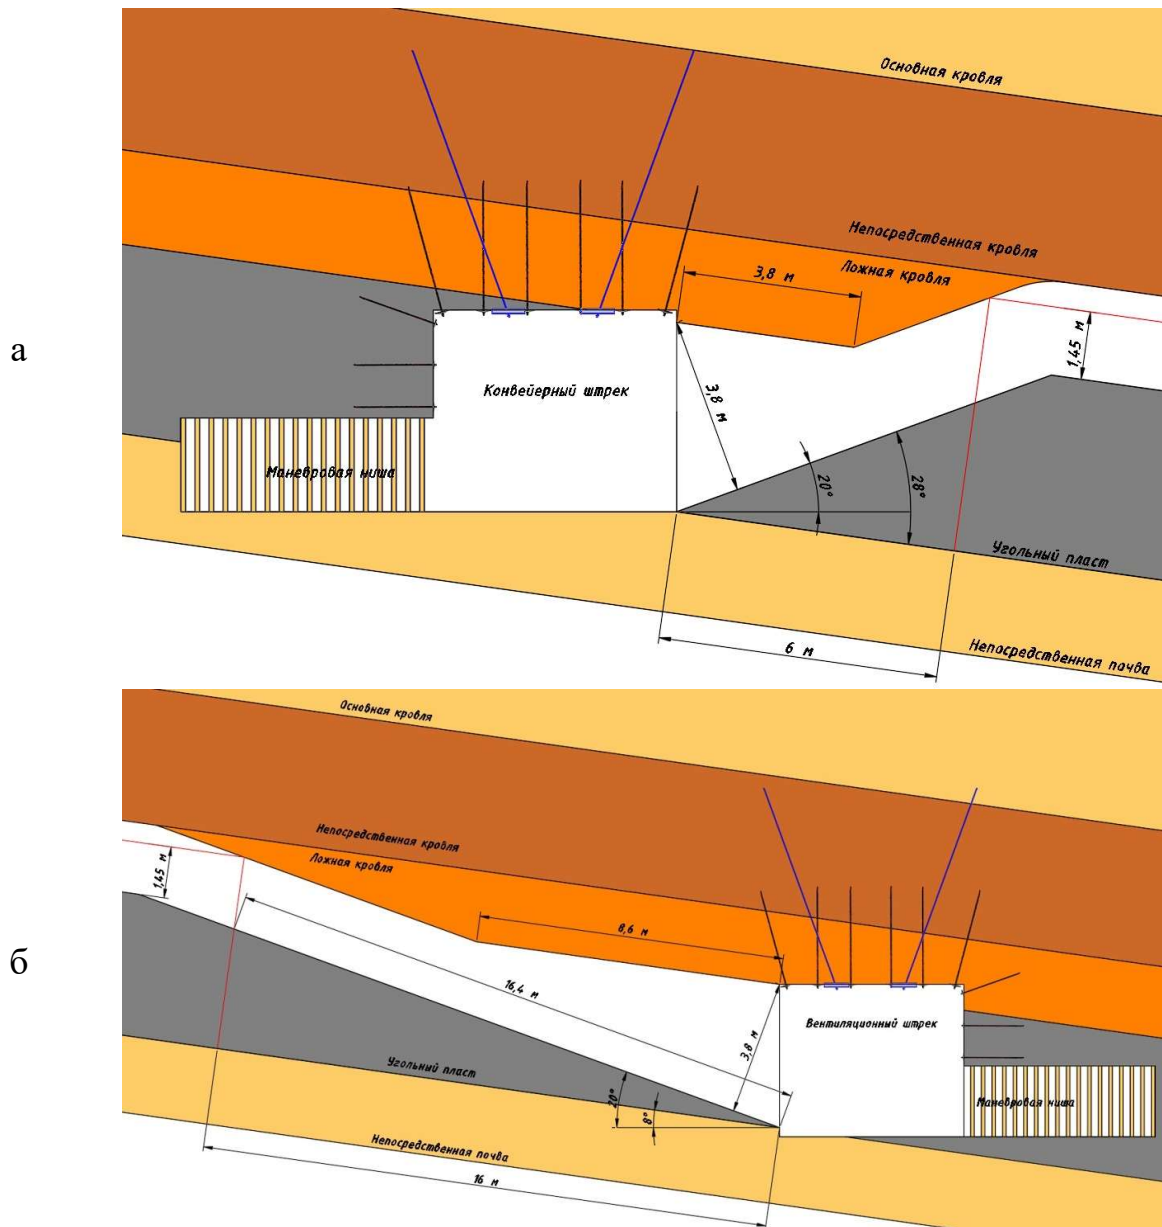 Основная кровля
Непосредственная кровля
Ложная кровля
3,8 м
1,45 м
а
Конвейерный штрек
3,8 м
Маневровая ниша
20°
28°
Угольный пласт
Непосредственная почва
6 м
Основная кровля
Непосредственная кровля
Ложная кровля
1,45 м
8,6 м
б
16,4 м
Вентиляционный штрек
3,8 м
Угольный пласт
20°
8°
Маневровая ниша
Непосредственная почва
16 м